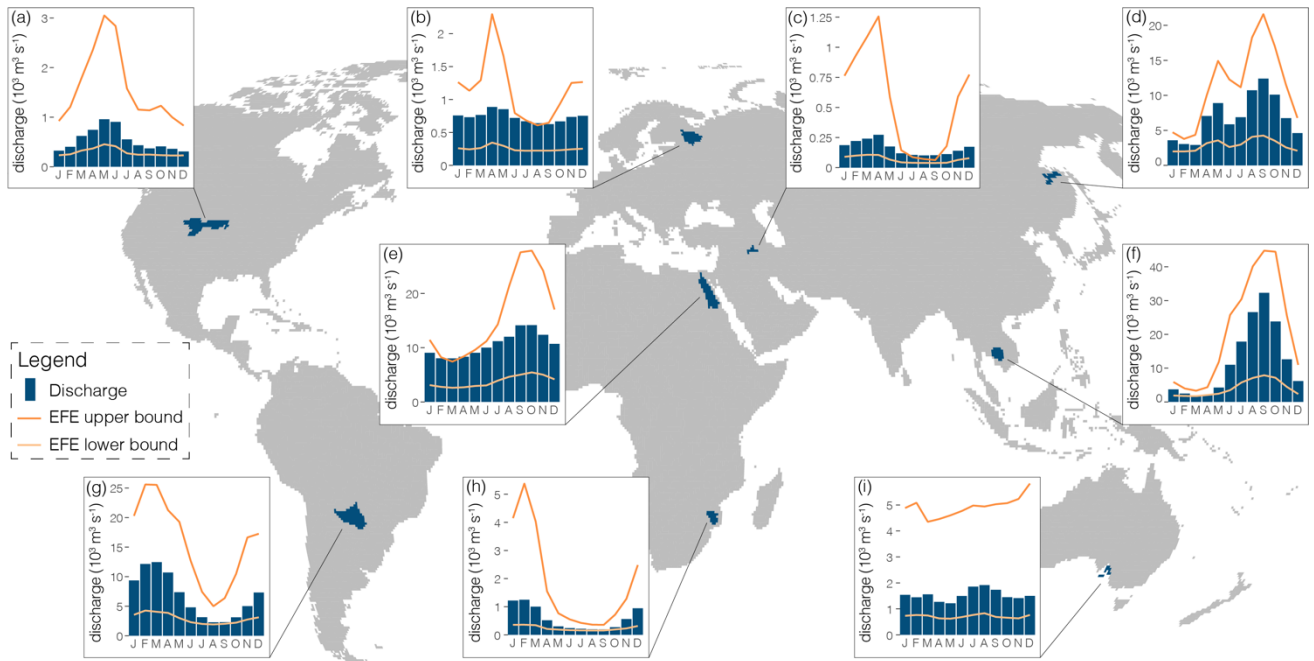 (a)
discharge (10³ m³ s⁻¹)
3
2
1
0
J F M A M J J A S O N D
(b)
discharge (10³ m³ s⁻¹)
2
1.5
1
0.5
0
J F M A M J J A S O N D
(c)
discharge (10³ m³ s⁻¹)
1.25
1
0.75
0.5
0.25
0
J F M A M J J A S O N D
(d)
discharge (10³ m³ s⁻¹)
20
15
10
5
0
J F M A M J J A S O N D
(e)
discharge (10³ m³ s⁻¹)
20
10
0
J F M A M J J A S O N D
(f)
discharge (10³ m³ s⁻¹)
40
30
20
10
0
J F M A M J J A S O N D
Legend
Discharge
EFE upper bound
EFE lower bound
(g)
discharge (10³ m³ s⁻¹)
25
20
15
10
5
0
J F M A M J J A S O N D
(h)
discharge (10³ m³ s⁻¹)
5
4
3
2
1
0
J F M A M J J A S O N D
(i)
discharge (10³ m³ s⁻¹)
5
4
3
2
1
0
J F M A M J J A S O N D